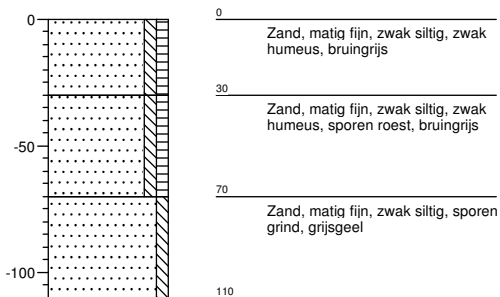 0
0
Zand, matig fijn, zwak siltig, zwak
humeus, bruingrijs
30
Zand, matig fijn, zwak siltig, zwak
humeus, sporen roest, bruingrijs
-50
70
Zand, matig fijn, zwak siltig, sporen
grind, grijsgeel
-100
110